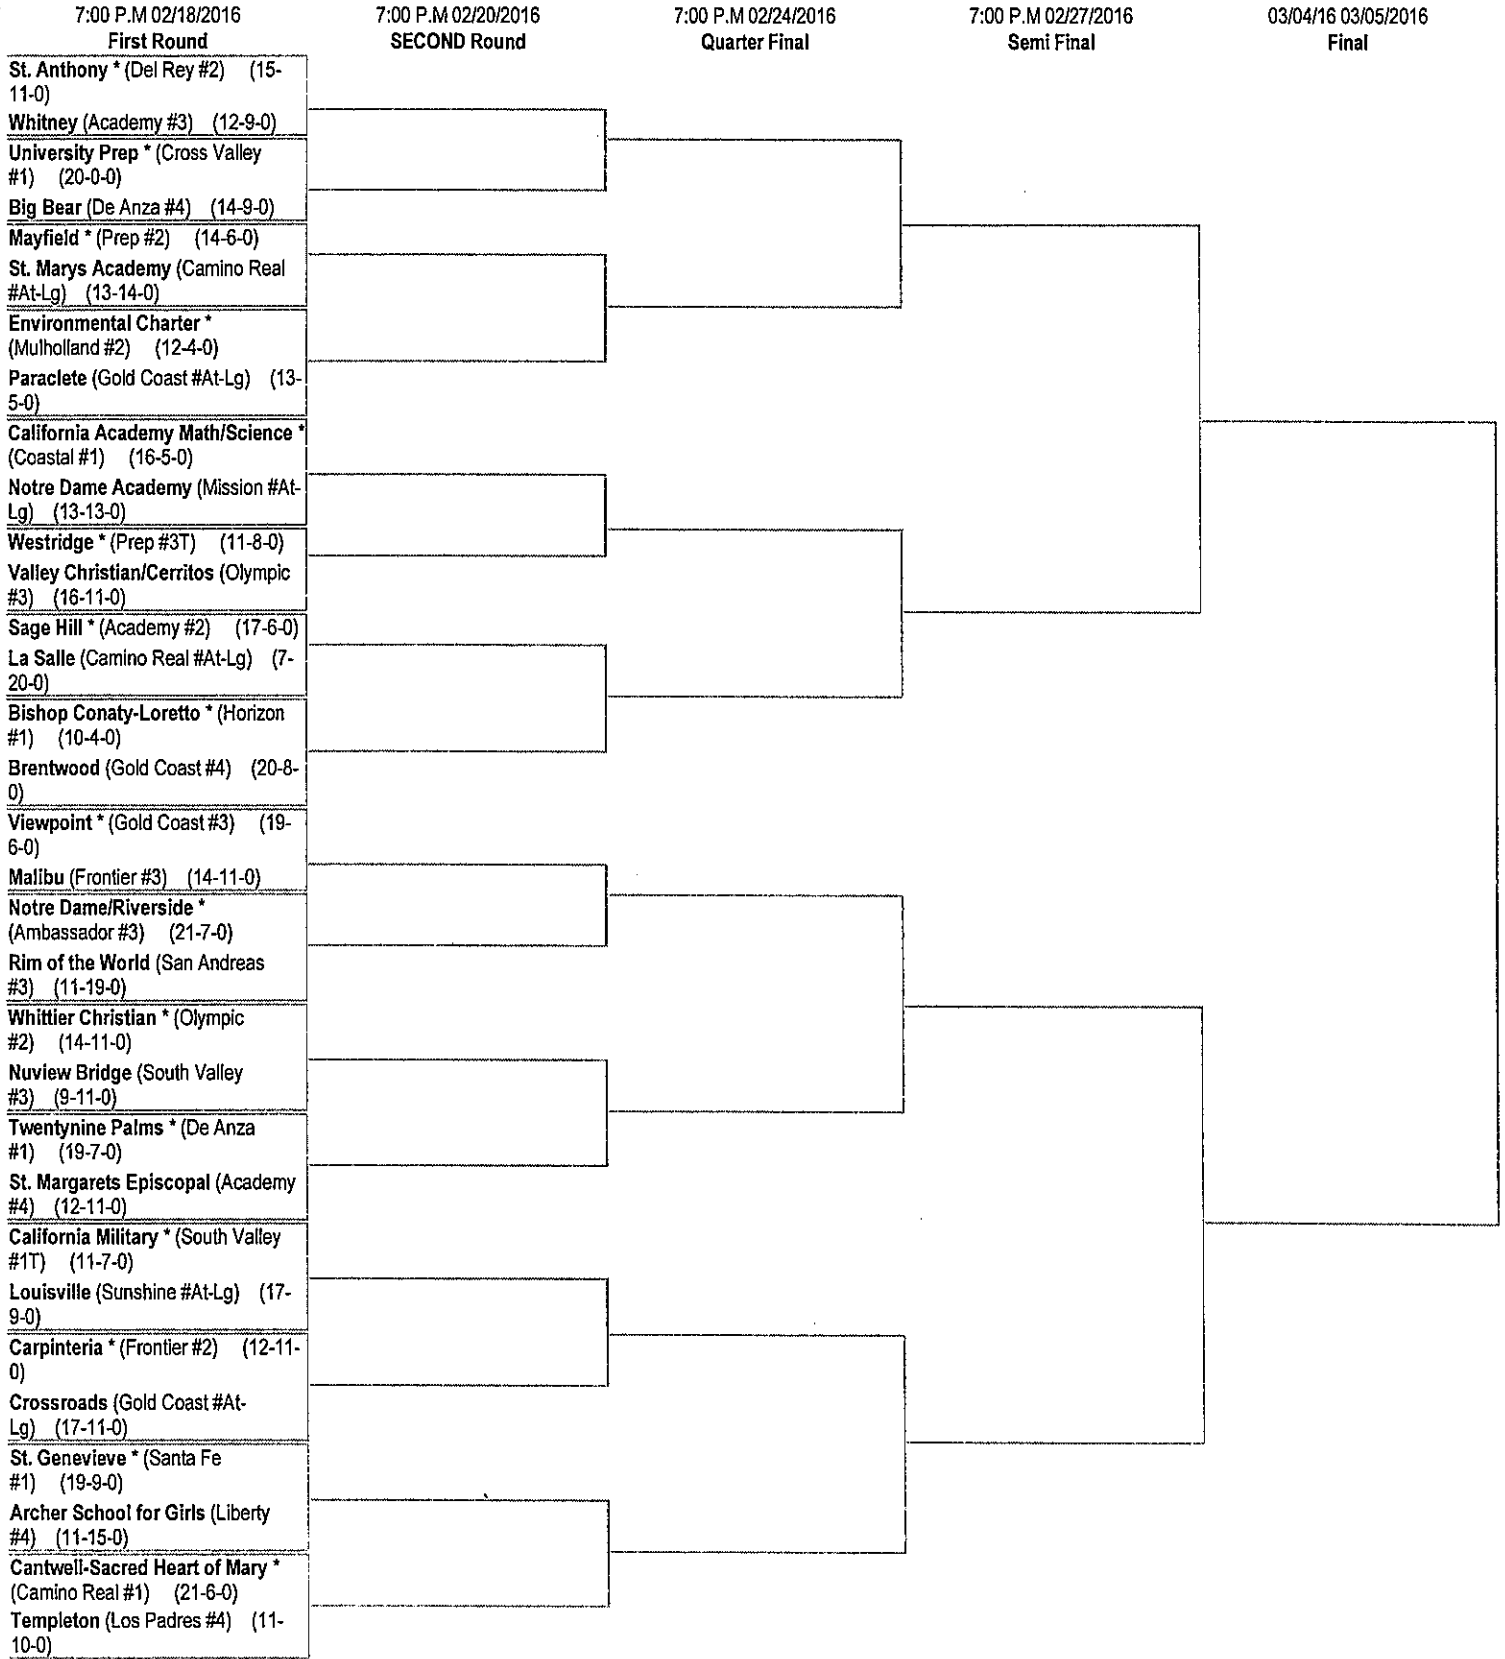 7:00 P.M 02/18/2016
First Round
7:00 P.M 02/20/2016
SECOND Round
7:00 P.M 02/24/2016
Quarter Final
7:00 P.M 02/27/2016
Semi Final
03/04/16 03/05/2016
Final
St. Anthony * (Del Rey #2) (15-
11-0)
Whitney (Academy #3) (12-9-0)
University Prep * (Cross Valley
#1) (20-0-0)
Big Bear (De Anza #4) (14-9-0)
Mayfield * (Prep #2) (14-6-0)
St. Marys Academy (Camino Real
#At-Lg) (13-14-0)
Environmental Charter *
(Mulholland #2) (12-4-0)
Paraclete (Gold Coast #At-Lg) (13-
5-0)
California Academy Math/Science *
(Coastal #1) (16-5-0)
Notre Dame Academy (Mission #At-
Lg) (13-13-0)
Westridge * (Prep #3T) (11-8-0)
Valley Christian/Cerritos (Olympic
#3) (16-11-0)
Sage Hill * (Academy #2) (17-6-0)
La Salle (Camino Real #At-Lg) (7-
20-0)
Bishop Conaty-Loretto * (Horizon
#1) (10-4-0)
Brentwood (Gold Coast #4) (20-8-
0)
Viewpoint * (Gold Coast #3) (19-
6-0)
Malibu (Frontier #3) (14-11-0)
Notre Dame/Riverside *
(Ambassador #3) (21-7-0)
Rim of the World (San Andreas
#3) (11-19-0)
Whittier Christian * (Olympic
#2) (14-11-0)
Nuview Bridge (South Valley
#3) (9-11-0)
Twentynine Palms * (De Anza
#1) (19-7-0)
St. Margarets Episcopal (Academy
#4) (12-11-0)
California Military * (South Valley
#1T) (11-7-0)
Louisville (Sunshine #At-Lg) (17-
9-0)
Carpinteria * (Frontier #2) (12-11-
0)
Crossroads (Gold Coast #At-
Lg) (17-11-0)
St. Genevieve * (Santa Fe
#1) (19-9-0)
Archer School for Girls (Liberty
#4) (11-15-0)
Cantwell-Sacred Heart of Mary *
(Camino Real #1) (21-6-0)
Templeton (Los Padres #4) (11-
10-0)